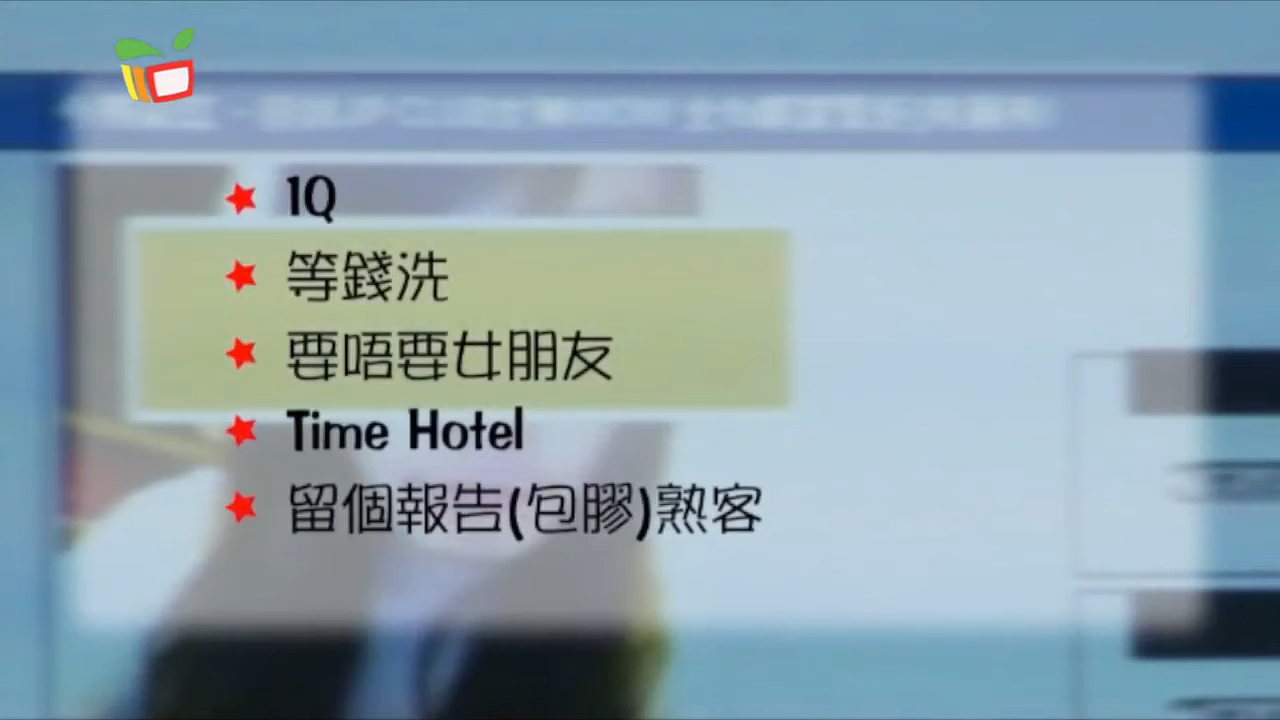 1Q
等錢洗
要唔要女朋友
Time Hotel
留個報告(包膠)熟客